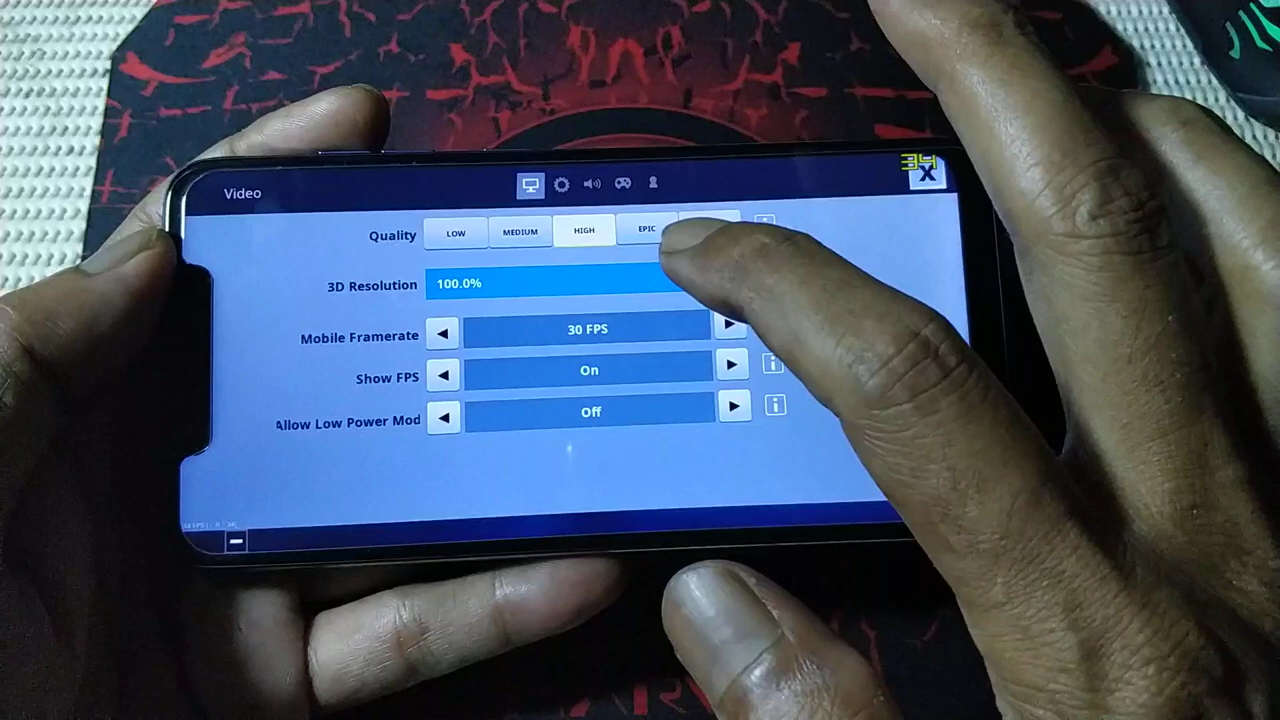 34
Video
X
Quality LOW MEDIUM HIGH EPIC
3D Resolution 100.0%
Mobile Framerate 30 FPS
Show FPS On
Allow Low Power Mod Off